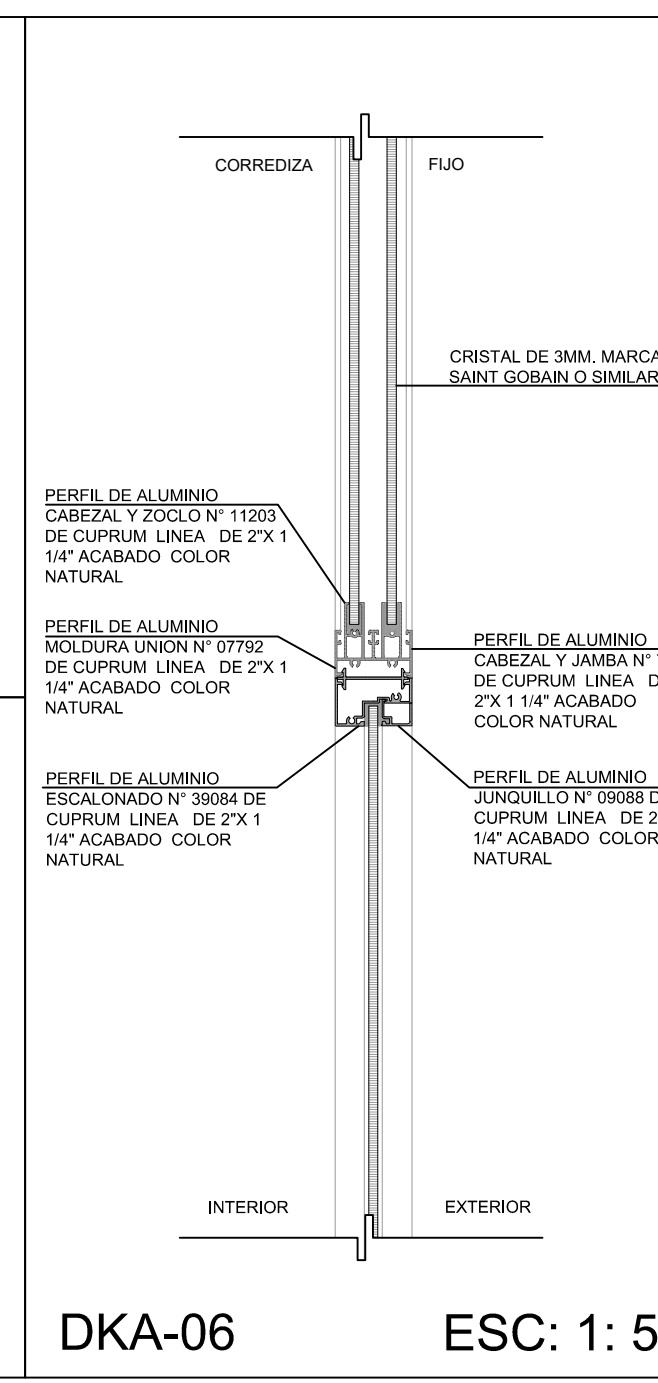 CORREDIZA
FIJO
CRISTAL DE 3MM. MARCA
SAINT GOBAIN O SIMILAR
PERFIL DE ALUMINIO
CABEZAL Y ZOCLO N° 11203
DE CUPRUM LINEA DE 2"X 1
1/4" ACABADO COLOR
NATURAL
PERFIL DE ALUMINIO
MOLDURA UNION N° 07792
DE CUPRUM LINEA DE 2"X 1
1/4" ACABADO COLOR
NATURAL
PERFIL DE ALUMINIO
CABEZAL Y JAMBA N°
DE CUPRUM LINEA
2"X 1 1/4" ACABADO
COLOR NATURAL
PERFIL DE ALUMINIO
ESCALONADO N° 39084 DE
CUPRUM LINEA DE 2"X 1
1/4" ACABADO COLOR
NATURAL
PERFIL DE ALUMINIO
JUNQUILLO N° 09088
CUPRUM LINEA DE
1/4" ACABADO COLOR
NATURAL
INTERIOR
EXTERIOR
DKA-06
ESC: 1: 5